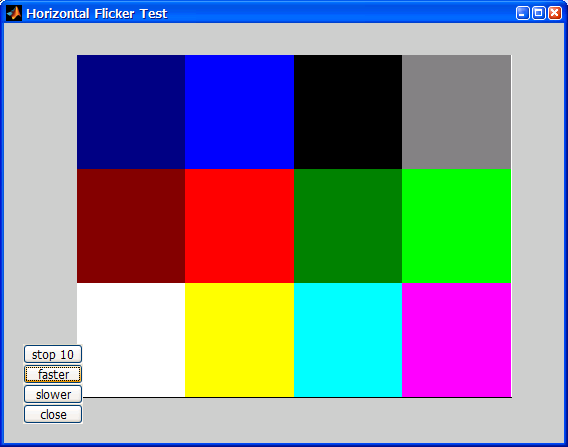 Horizontal Flicker Test
stop 10
faster
slower
close